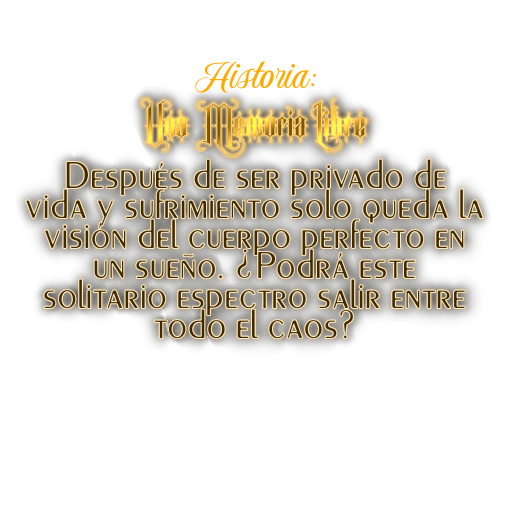 Historia:
Una Memoria Libre
Después de ser privado de
vida y sufrimiento solo queda la
visión del cuerpo perfecto en
un sueño. ¿Podrá este
solitario espectro salir entre
todo el caos?